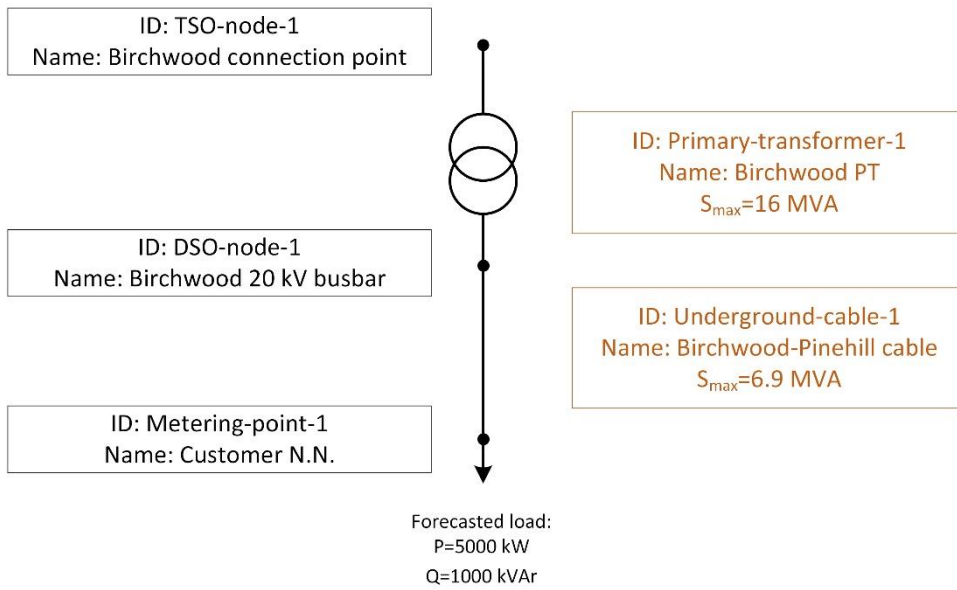 ID: TSO-node-1
Name: Birchwood connection point
ID: Primary-transformer-1
Name: Birchwood PT
Smax=16 MVA
ID: DSO-node-1
Name: Birchwood 20 kV busbar
ID: Underground-cable-1
Name: Birchwood-Pinehill cable
Smax=6.9 MVA
ID: Metering-point-1
Name: Customer N.N.
Forecasted load:
P=5000 kW
Q=1000 kVAr